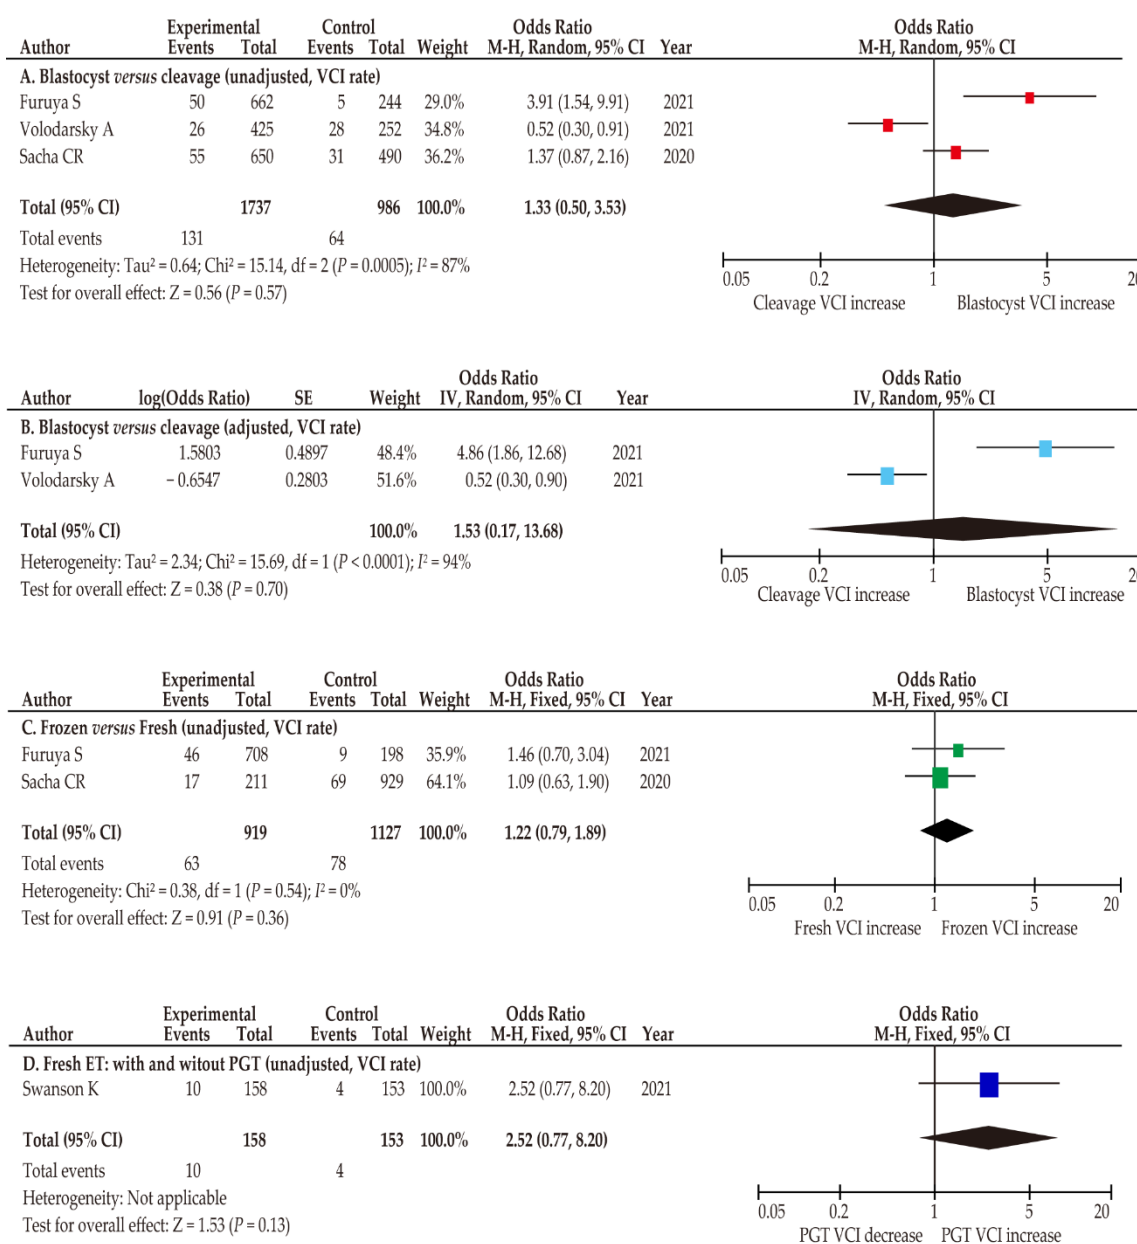 Experimental Control Odds Ratio Odds Ratio
Author Events Total Events Total Weight M-H, Random, 95% CI Year M-H, Random, 95% CI
A. Blastocyst versus cleavage (unadjusted, VCI rate)
Furuya S 50 662 5 244 29.0% 3.91 (1.54, 9.91) 2021
Volodarsky A 26 425 28 252 34.8% 0.52 (0.30, 0.91) 2021
Sacha CR 55 650 31 490 36.2% 1.37 (0.87, 2.16) 2020
Total (95% CI) 1737 986 100.0% 1.33 (0.50, 3.53)
Total events 131 64
Heterogeneity: Tau² = 0.64; Chi² = 15.14, df = 2 (P = 0.0005); I² = 87%
Test for overall effect: Z = 0.56 (P = 0.57)
0.05 0.2 1 5 20
Cleavage VCI increase Blastocyst VCI increase
Odds Ratio Odds Ratio
Author log(Odds Ratio) SE Weight IV, Random, 95% CI Year IV, Random, 95% CI
B. Blastocyst versus cleavage (adjusted, VCI rate)
Furuya S 1.5803 0.4897 48.4% 4.86 (1.86, 12.68) 2021
Volodarsky A − 0.6547 0.2803 51.6% 0.52 (0.30, 0.90) 2021
Total (95% CI) 100.0% 1.53 (0.17, 13.68)
Heterogeneity: Tau² = 2.34; Chi² = 15.69, df = 1 (P < 0.0001); I² = 94%
Test for overall effect: Z = 0.38 (P = 0.70)
0.05 0.2 1 5 20
Cleavage VCI increase Blastocyst VCI increase
Experimental Control Odds Ratio Odds Ratio
Author Events Total Events Total Weight M-H, Fixed, 95% CI Year M-H, Fixed, 95% CI
C. Frozen versus Fresh (unadjusted, VCI rate)
Furuya S 46 708 9 198 35.9% 1.46 (0.70, 3.04) 2021
Sacha CR 17 211 69 929 64.1% 1.09 (0.63, 1.90) 2020
Total (95% CI) 919 1127 100.0% 1.22 (0.79, 1.89)
Total events 63 78
Heterogeneity: Chi² = 0.38, df = 1 (P = 0.54); I² = 0%
Test for overall effect: Z = 0.91 (P = 0.36)
0.05 0.2 1 5 20
Fresh VCI increase Frozen VCI increase
Experimental Control Odds Ratio Odds Ratio
Author Events Total Events Total Weight M-H, Fixed, 95% CI Year M-H, Fixed, 95% CI
D. Fresh ET: with and witout PGT (unadjusted, VCI rate)
Swanson K 10 158 4 153 100.0% 2.52 (0.77, 8.20) 2021
Total (95% CI) 158 153 100.0% 2.52 (0.77, 8.20)
Total events 10 4
Heterogeneity: Not applicable
Test for overall effect: Z = 1.53 (P = 0.13)
0.05 0.2 1 5 20
PGT VCI decrease PGT VCI increase